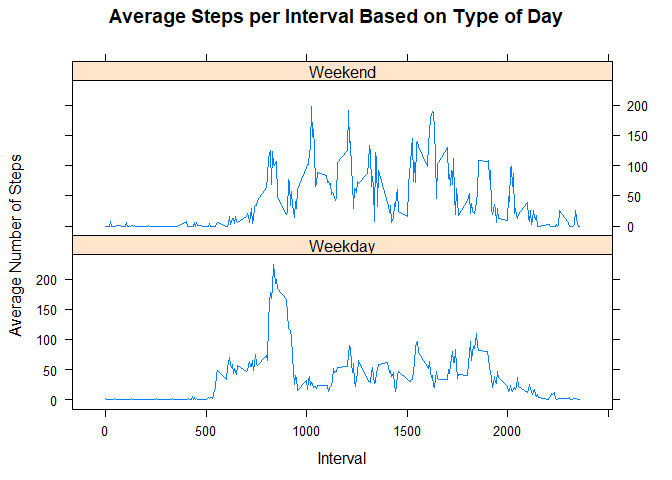 Average Steps per Interval Based on Type of Day
Weekend
200
150
100
50
0
Weekday
200
150
100
50
0
Average Number of Steps
0 500 1000 1500 2000
Interval